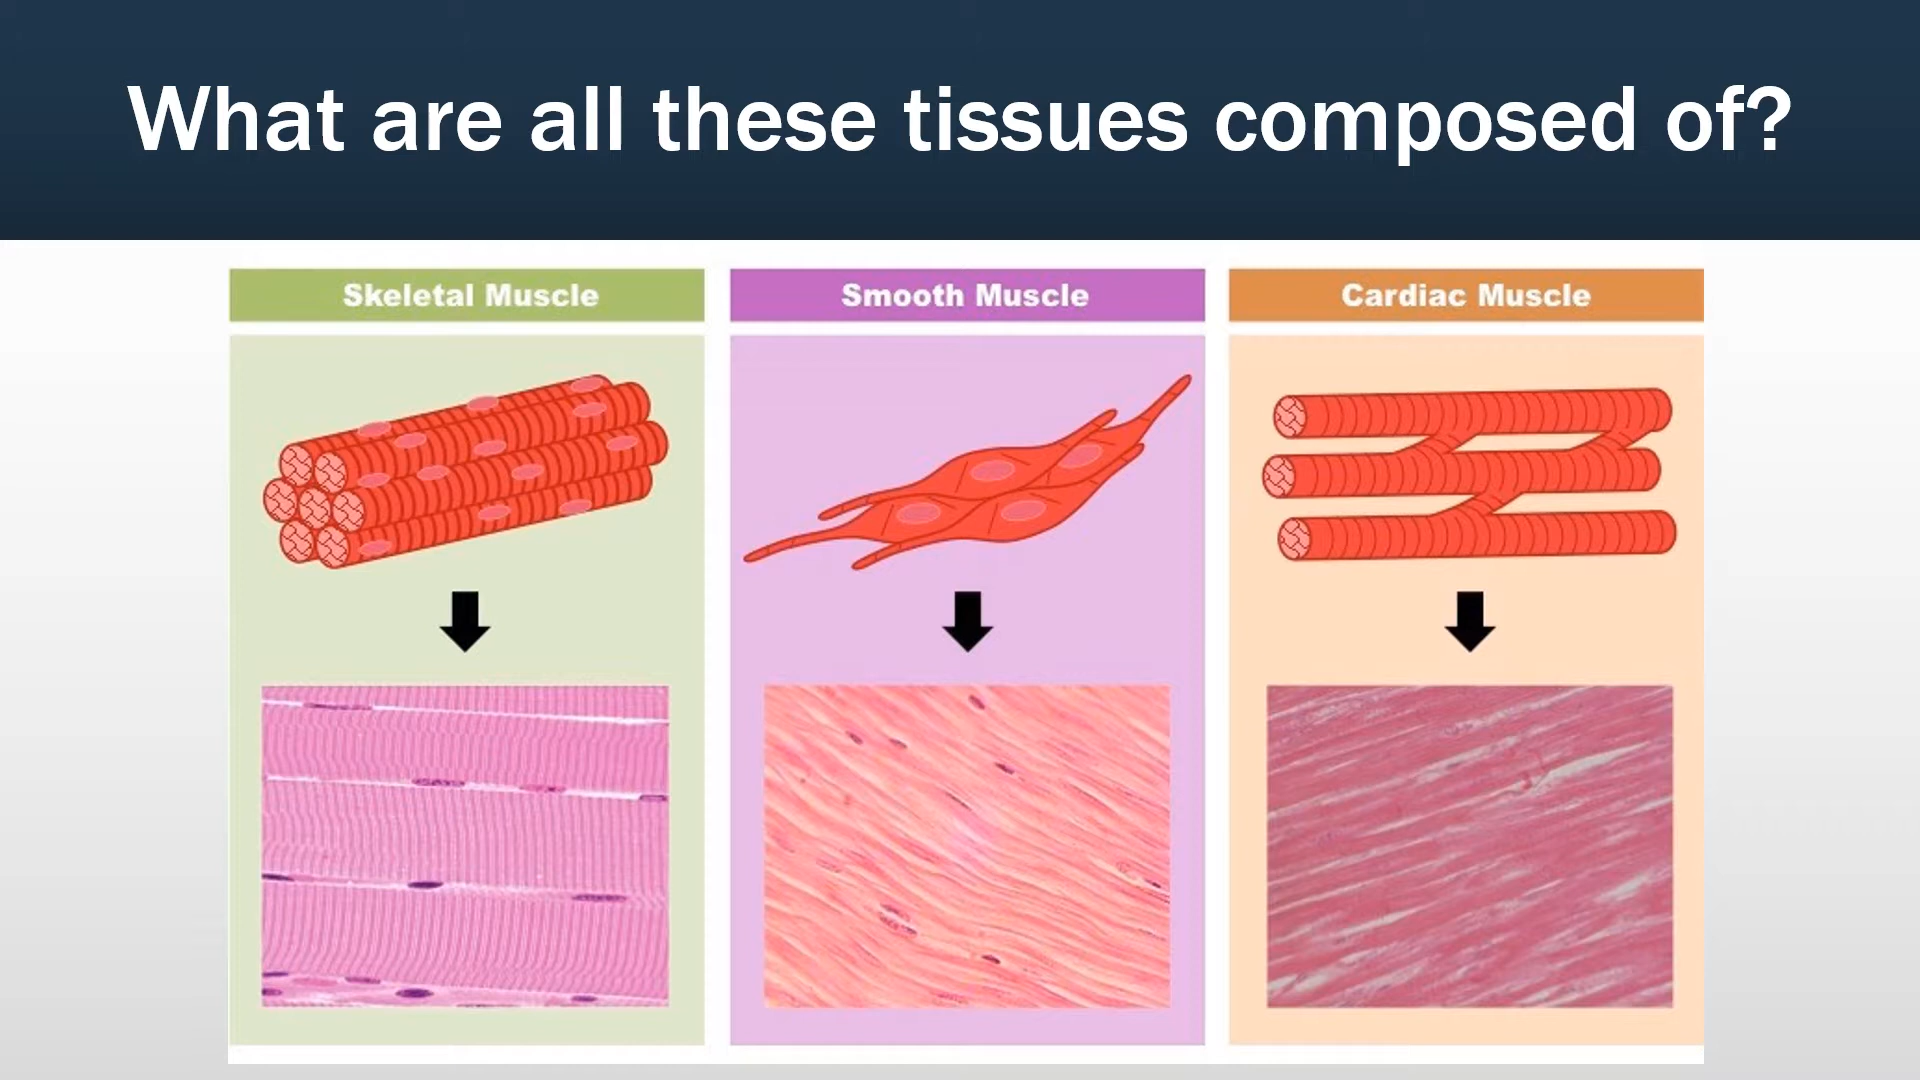 What are all these tissues composed of?
Skeletal Muscle
Smooth Muscle
Cardiac Muscle